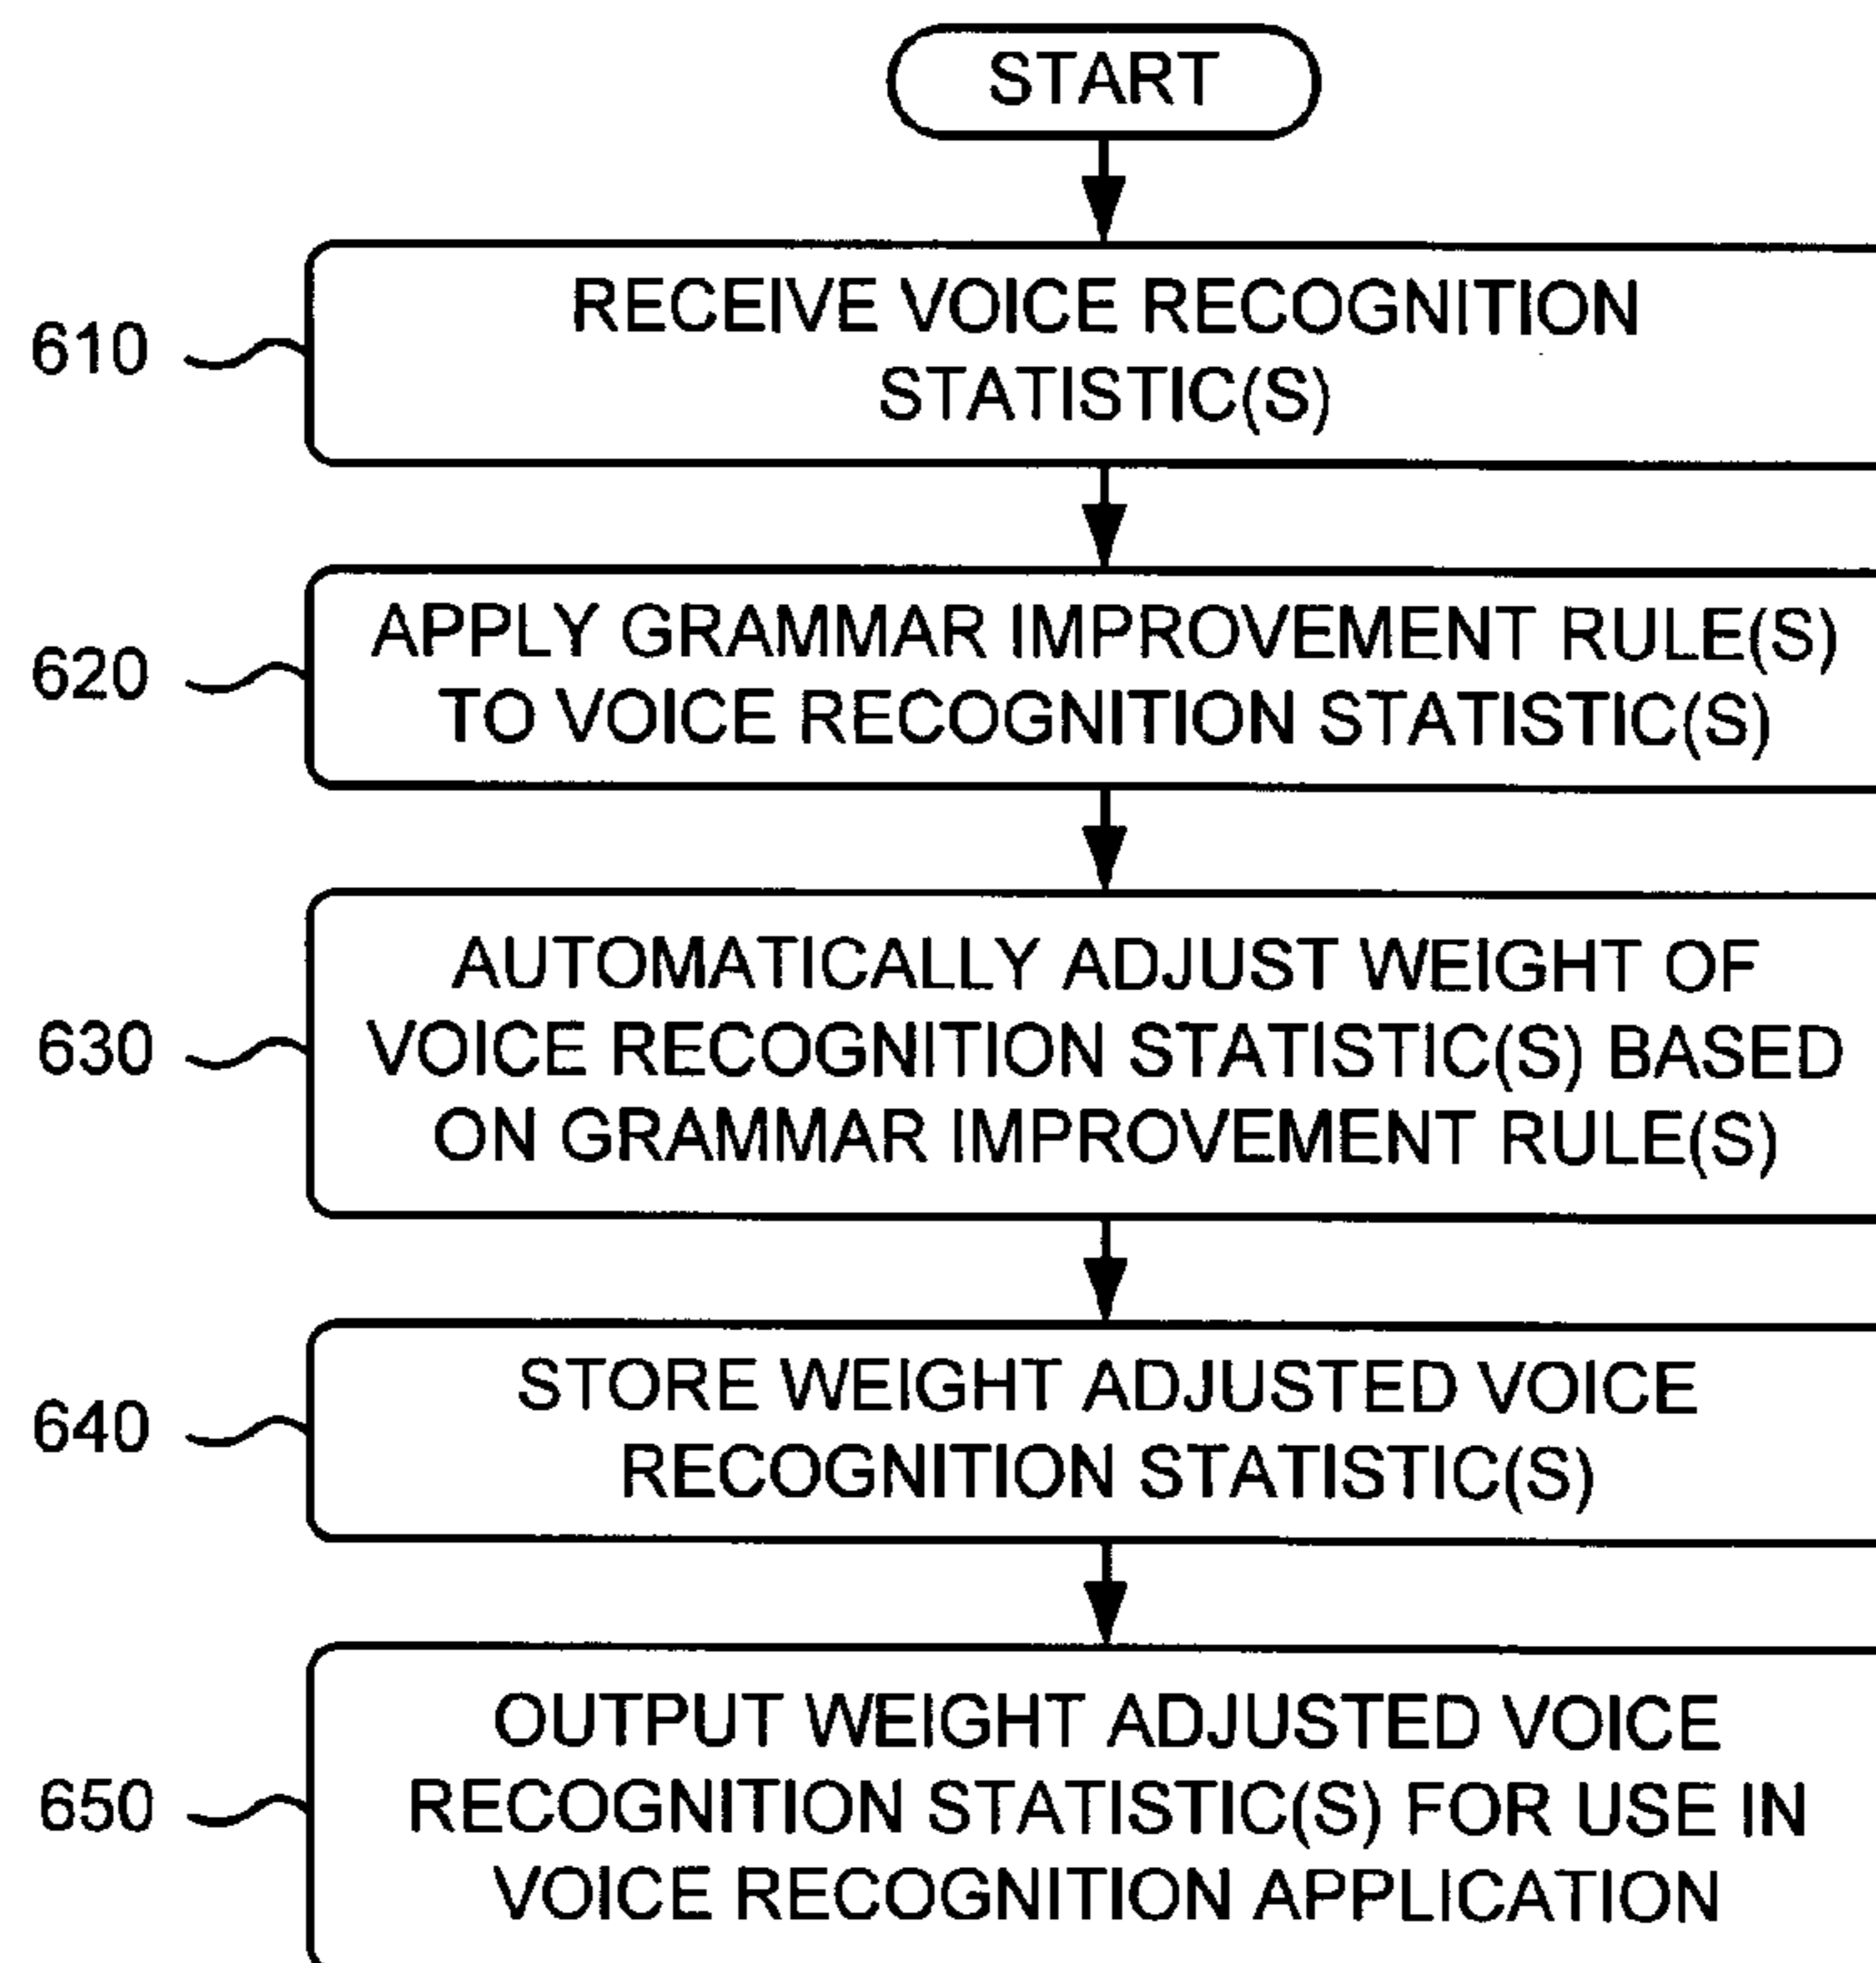 START
610
RECEIVE VOICE RECOGNITION
STATISTIC(S)
620
APPLY GRAMMAR IMPROVEMENT RULE(S)
TO VOICE RECOGNITION STATISTIC(S)
630
AUTOMATICALLY ADJUST WEIGHT OF
VOICE RECOGNITION STATISTIC(S) BASED
ON GRAMMAR IMPROVEMENT RULE(S)
640
STORE WEIGHT ADJUSTED VOICE
RECOGNITION STATISTIC(S)
650
OUTPUT WEIGHT ADJUSTED VOICE
RECOGNITION STATISTIC(S) FOR USE IN
VOICE RECOGNITION APPLICATION